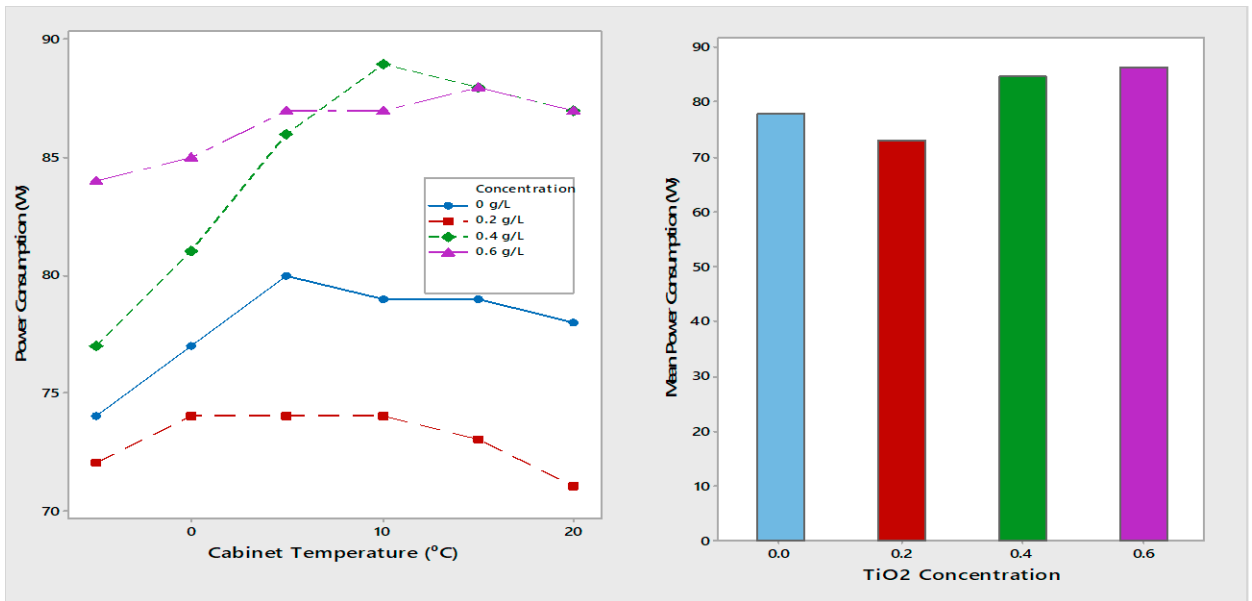 90
85
80
75
70
Power Consumption (W)
0
10
20
Cabinet Temperature (⁰C)
Concentration
0 g/L
0.2 g/L
0.4 g/L
0.6 g/L
90
80
70
60
50
40
30
20
10
0
Mean Power Consumption (W)
0.0
0.2
0.4
0.6
TiO2 Concentration